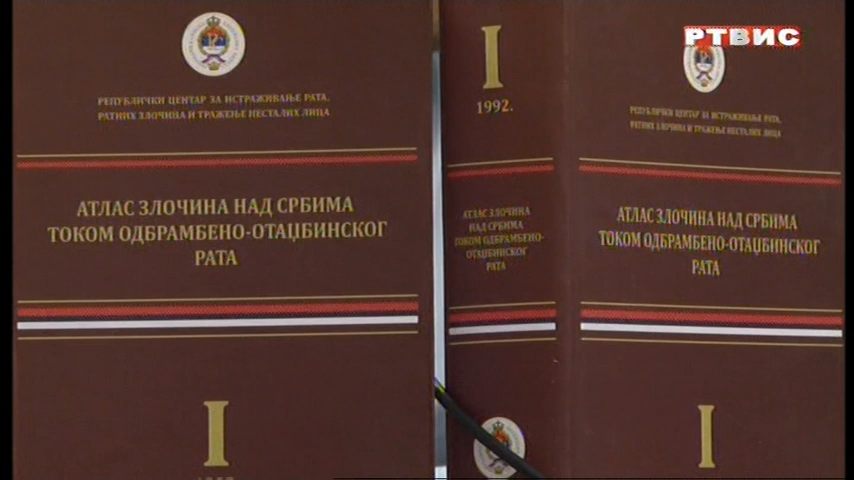 РЕПУБЛИЧКИ ЦЕНТАР ЗА ИСТРАЖИВАЊЕ РАТА,
РАТНИХ ЗЛОЧИНА И ТРАЖЕЊЕ НЕСТАЛИХ ЛИЦА
АТЛАС ЗЛОЧИНА НАД СРБИМА
ТОКОМ ОДБРАМБЕНО-ОТАЏБИНСКОГ
РАТА
I
I
1992.
АТЛАС ЗЛОЧИНА
НАД СРБИМА
ТОКОМ ОДБРАМБЕНО-
ОТАЏБИНСКОГ
РАТА
РТВИС
РЕПУБЛИЧКИ ЦЕНТАР ЗА ИСТРАЖИВАЊЕ РАТА,
РАТНИХ ЗЛОЧИНА И ТРАЖЕЊЕ НЕСТАЛИХ ЛИЦА
АТЛАС ЗЛОЧИНА НАД СРБИМА
ТОКОМ ОДБРАМБЕНО-ОТАЏБИНСКОГ
РАТА
I